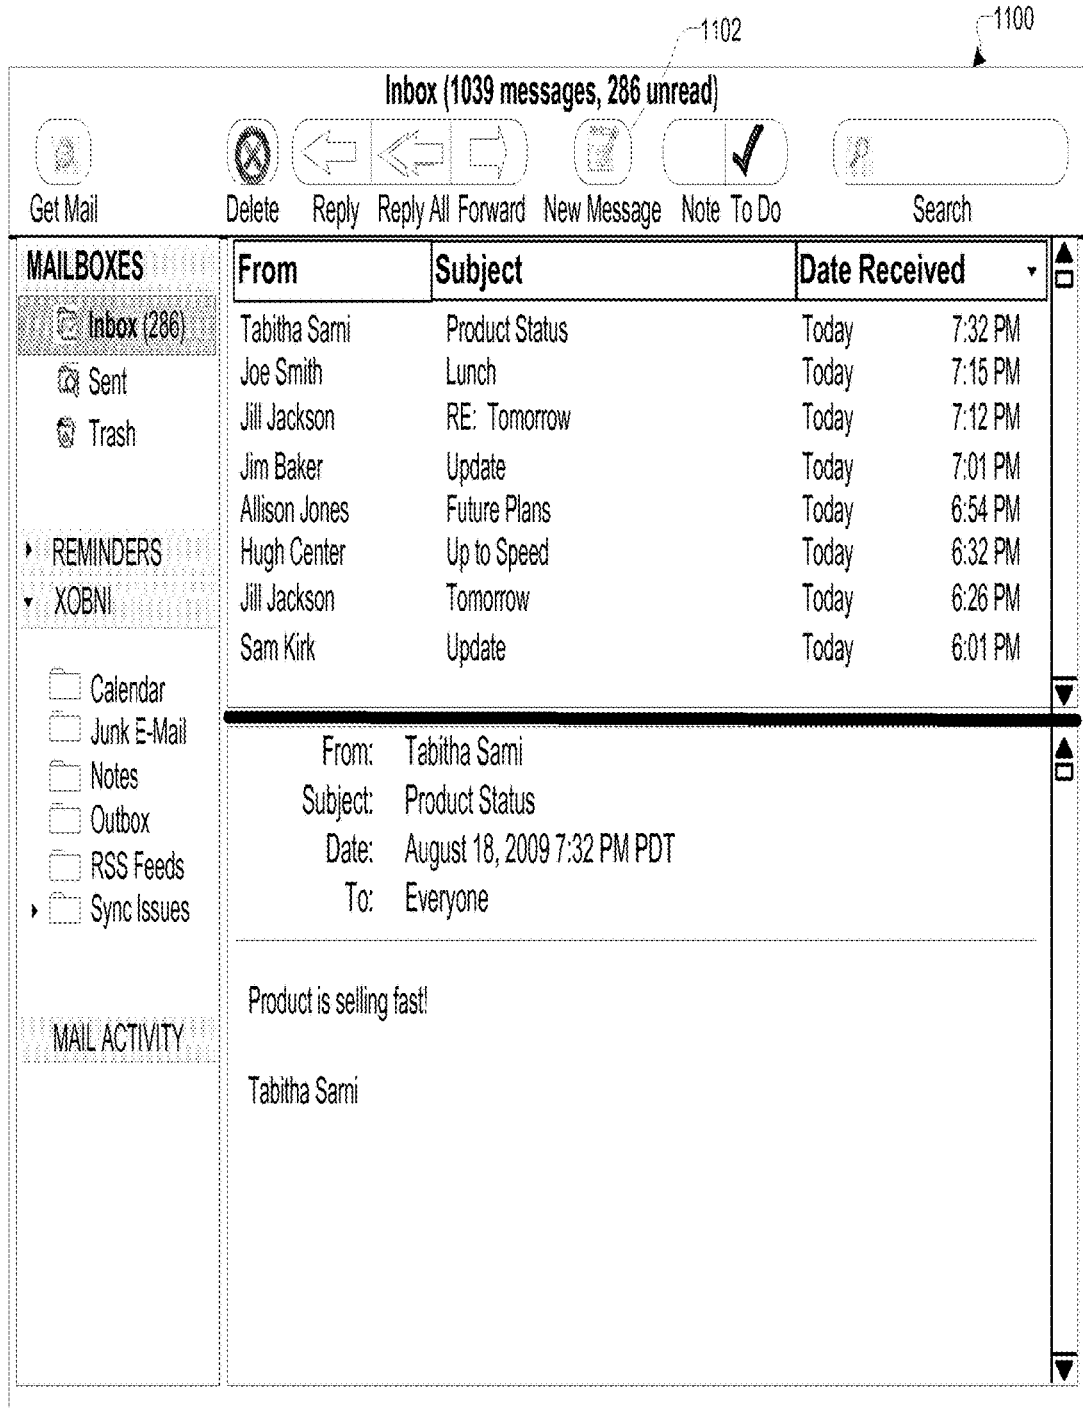 1102
1100
Inbox (1039 messages, 286 unread)
Get Mail Delete Reply Reply All Forward New Message Note To Do Search
MAILBOXES
Inbox (286)
Sent
Trash
REMINDERS
XOBNI
Calendar
Junk E-Mail
Notes
Outbox
RSS Feeds
Sync Issues
MAIL ACTIVITY
From Subject Date Received
Tabitha Sarni Product Status Today 7:32 PM
Joe Smith Lunch Today 7:15 PM
Jill Jackson RE: Tomorrow Today 7:12 PM
Jim Baker Update Today 7:01 PM
Allison Jones Future Plans Today 6:54 PM
Hugh Center Up to Speed Today 6:32 PM
Jill Jackson Tomorrow Today 6:26 PM
Sam Kirk Update Today 6:01 PM
From: Tabitha Sarni
Subject: Product Status
Date: August 18, 2009 7:32 PM PDT
To: Everyone
Product is selling fast!
Tabitha Sarni